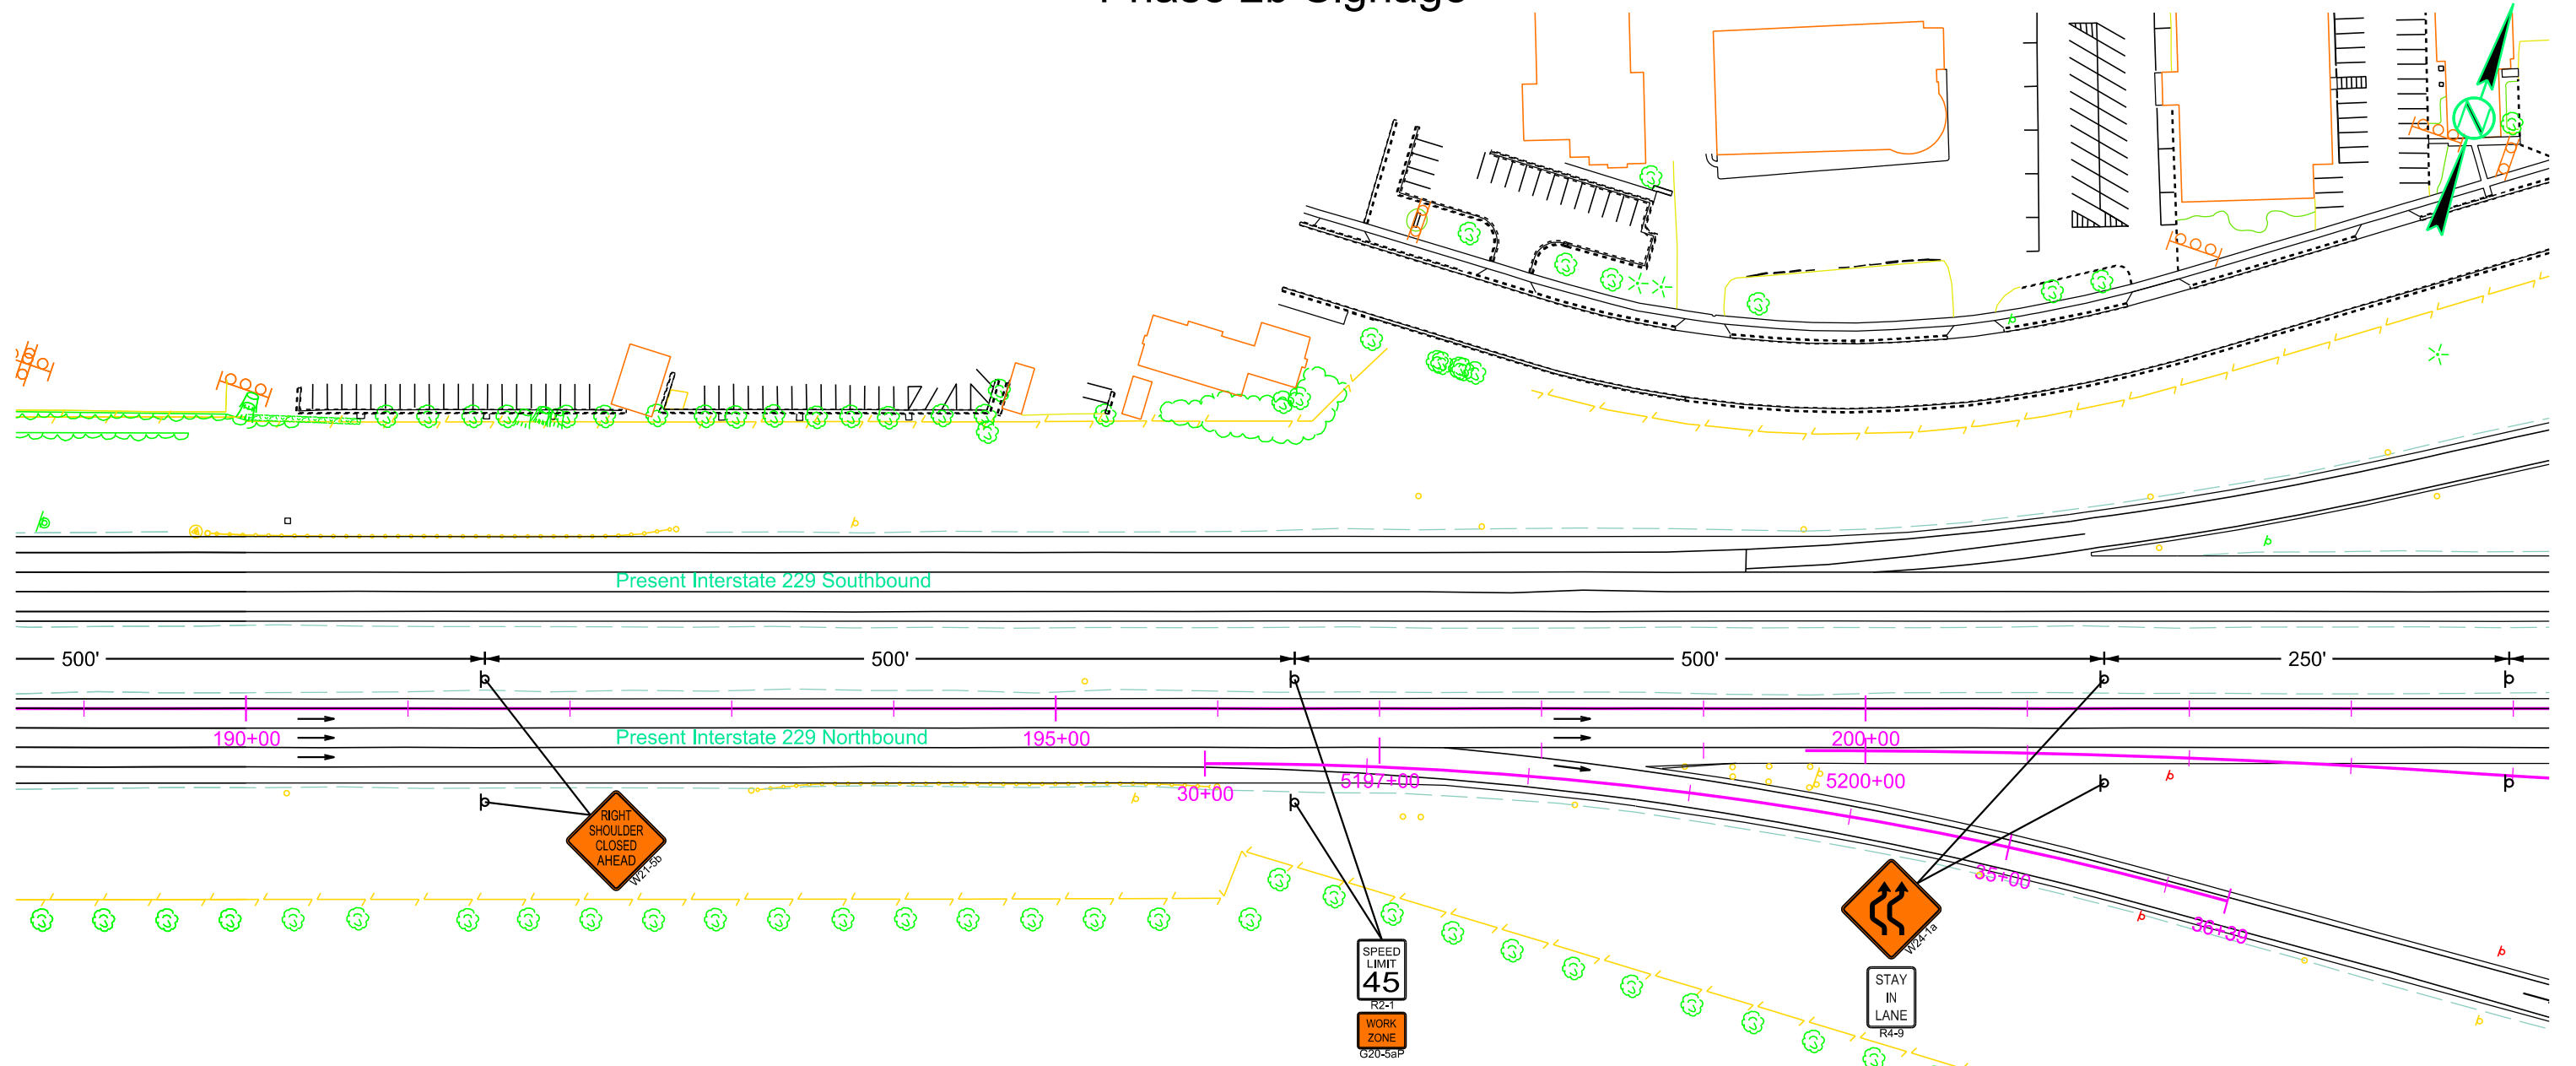 Phase 2b Signage
Present Interstate 229 Southbound
500'
500'
500'
250'
190+00
Present Interstate 229 Northbound
195+00
200+00
30+00
5197+00
5200+00
35+00
36+39
RIGHT
SHOULDER
CLOSED
AHEAD
W21-5b
SPEED
LIMIT
45
R2-1
WORK
ZONE
G20-5aP
W24-1a
STAY
IN
LANE
R4-9